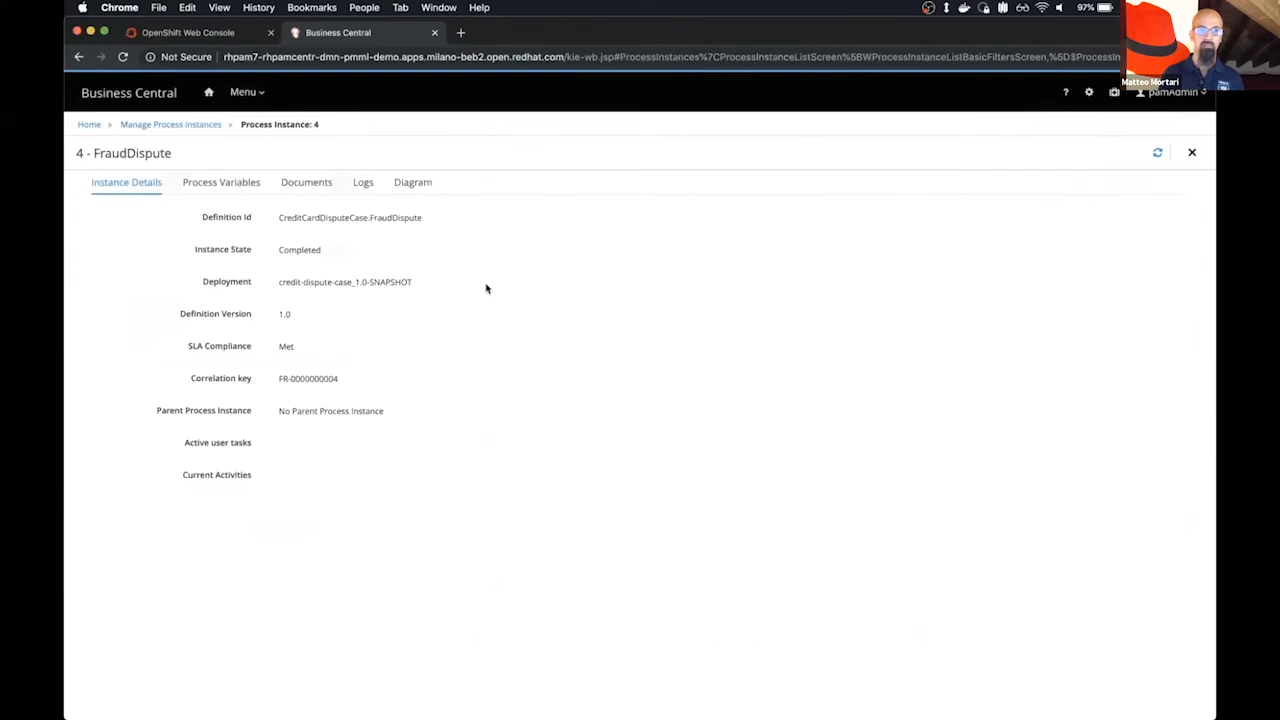 Chrome File Edit View History Bookmarks People Tab Window Help 97%
OpenShift Web Console Business Central
Not Secure rhpam7-rhpamcentr-dmn-pmml-demo.apps.milano-beb2.open.redhat.com/kie-wb.jsp#ProcessInstances%7CProcessInstanceListScreen%5BWProcessInstanceListBasicFiltersScreen,%5D$ProcessIn
Matteo Mortari
Business Central Menu ? pamAdmin
Home » Manage Process Instances » Process Instance: 4
4 - FraudDispute
Instance Details Process Variables Documents Logs Diagram
Definition Id CreditCardDisputeCase.FraudDispute
Instance State Completed
Deployment credit-dispute-case_1.0-SNAPSHOT
Definition Version 1.0
SLA Compliance Met
Correlation key FR-0000000004
Parent Process Instance No Parent Process Instance
Active user tasks
Current Activities